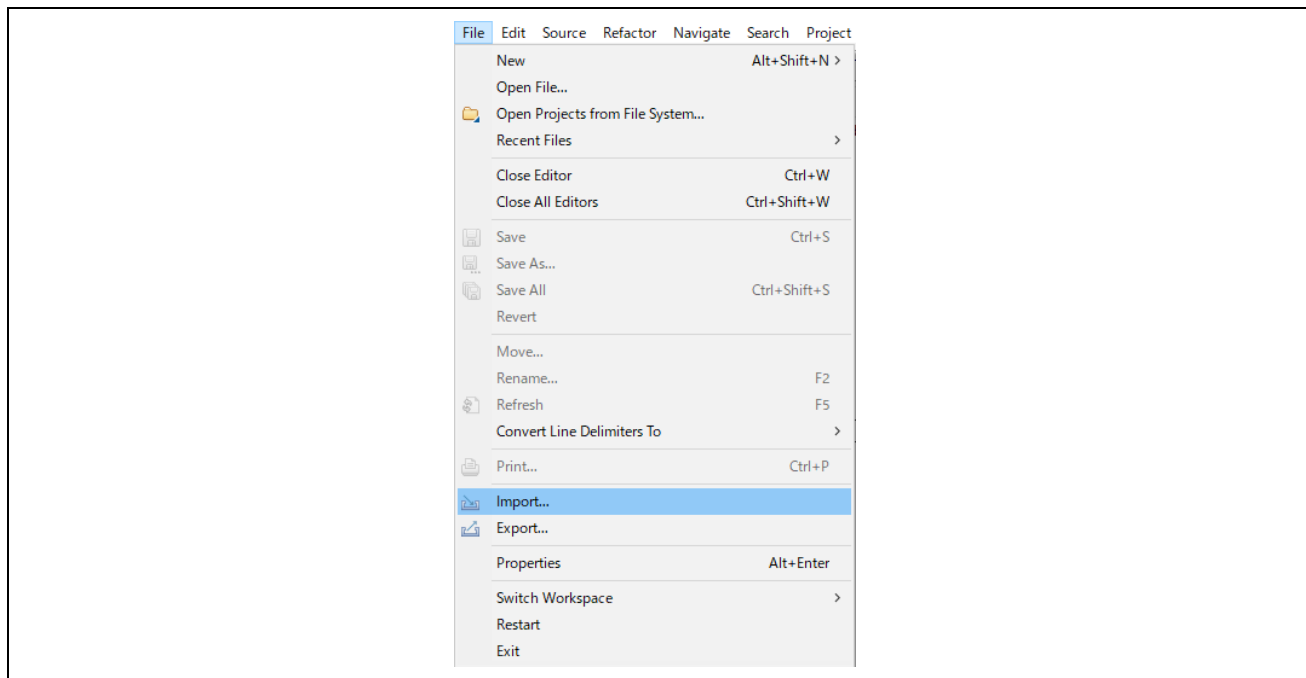 File Edit Source Refactor Navigate Search Project
New Alt+Shift+N >
Open File...
Open Projects from File System...
Recent Files >
Close Editor Ctrl+W
Close All Editors Ctrl+Shift+W
Save Ctrl+S
Save As...
Save All Ctrl+Shift+S
Revert
Move...
Rename... F2
Refresh F5
Convert Line Delimiters To >
Print... Ctrl+P
Import...
Export...
Properties Alt+Enter
Switch Workspace >
Restart
Exit